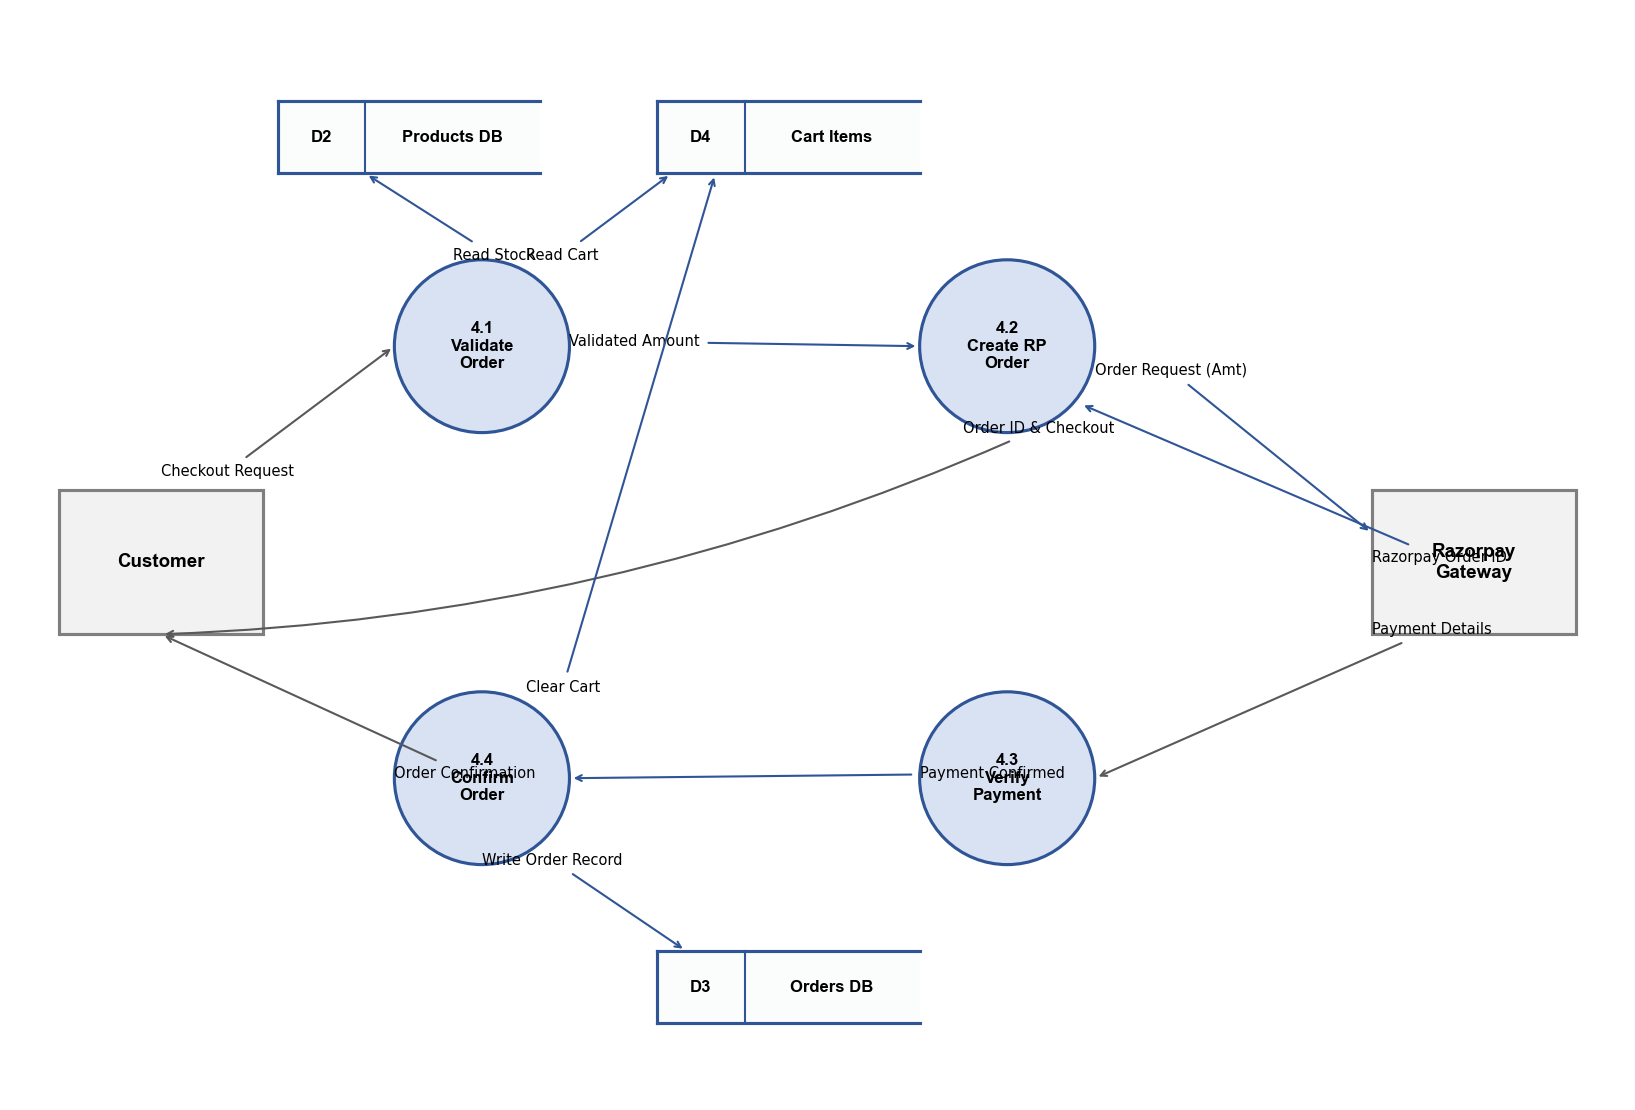 D2
Products DB
D4
Cart Items
Read Stock
Read Cart
4.1
Validate
Order
Validated Amount
4.2
Create RP
Order
Order Request (Amt)
Order ID & Checkout
Checkout Request
Customer
Razorpay
Gateway
Razorpay Order ID
Payment Details
Clear Cart
4.4
Confirm
Order
Order Confirmation
4.3
Verify
Payment
Payment Confirmed
Write Order Record
D3
Orders DB